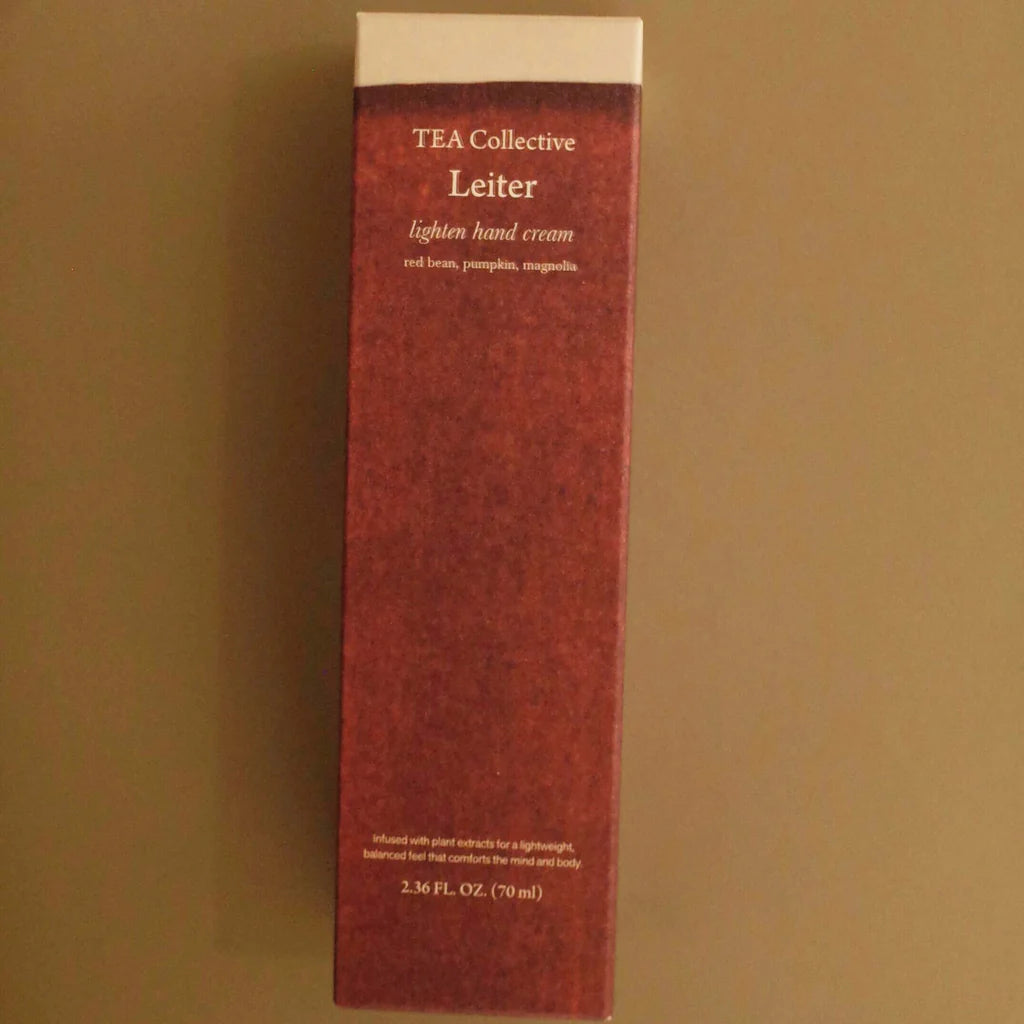 TEA Collective
Leiter
lighten hand cream
red bean, pumpkin, magnolia
Infused with plant extracts for a lightweight,
balanced feel that comforts the mind and body.
2.36 FL. OZ. (70 ml)